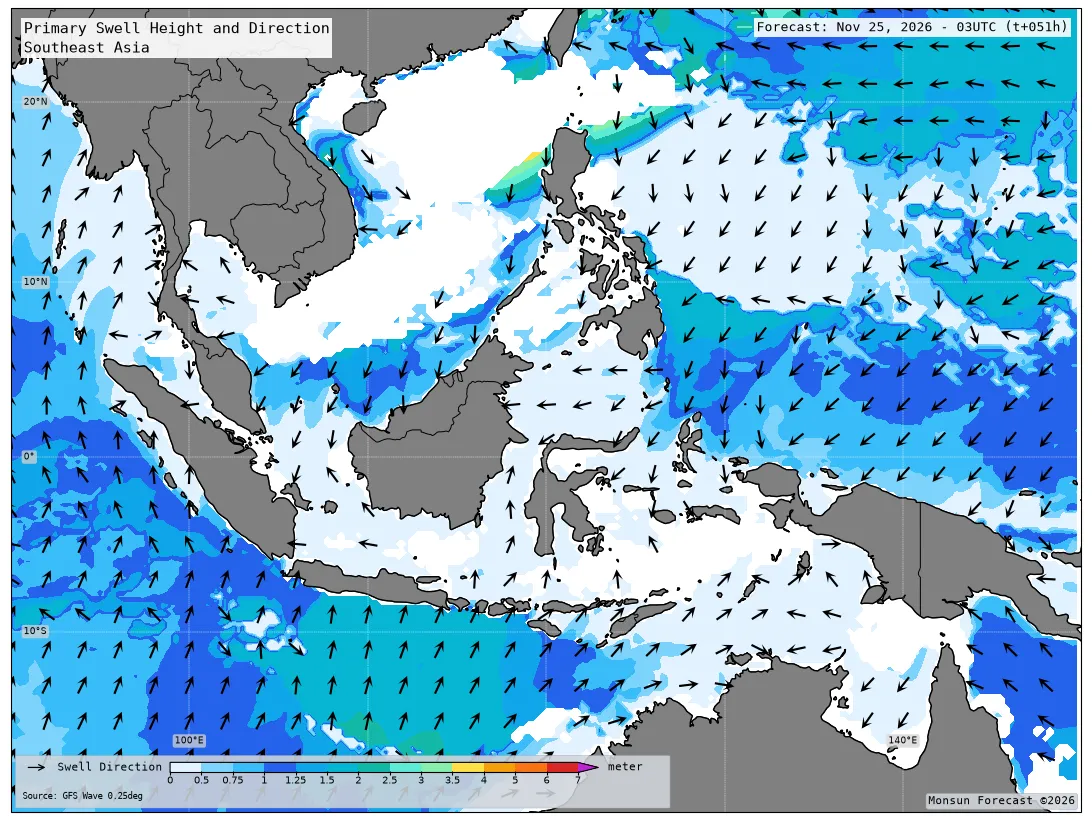 Primary Swell Height and Direction
Southeast Asia
Forecast: Nov 25, 2026 - 03UTC (t+051h)
20°N
10°N
0°
10°S
100°E
140°E
Swell Direction
meter
0 0.5 0.75 1 1.25 1.5 2 2.5 3 3.5 4 5 6 7
Source: GFS Wave 0.25deg
Monsun Forecast ©2026